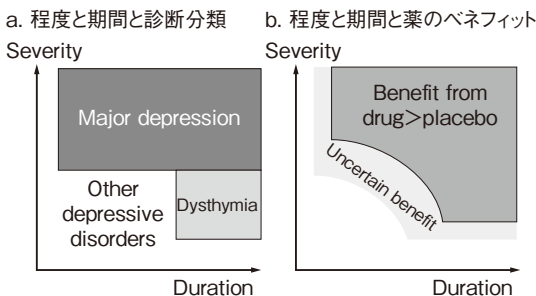 a. 程度と期間と診断分類
Severity
Major depression
Other
depressive
disorders
Dysthymia
Duration
b. 程度と期間と薬のベネフィット
Severity
Benefit from
drug>placebo
Uncertain benefit
Duration